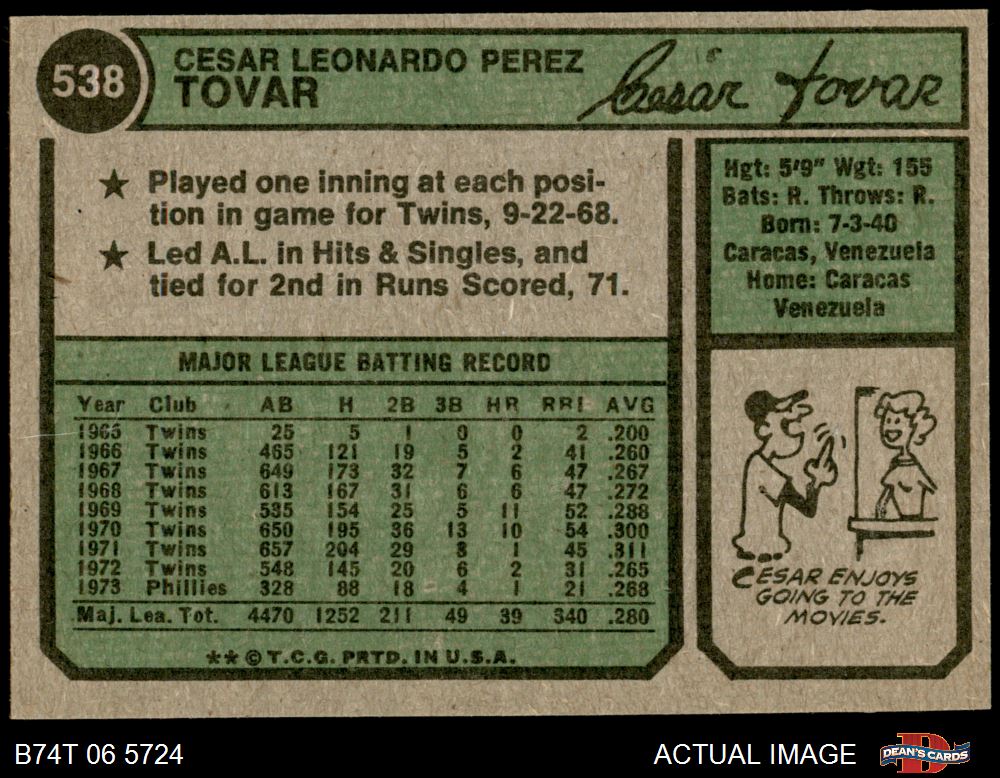 538
CESAR LEONARDO PEREZ
TOVAR
Caesar Tovar
★ Played one inning at each posi-
tion in game for Twins, 9-22-68.
★ Led A.L. in Hits & Singles, and
tied for 2nd in Runs Scored, 71.
Hgt: 5'9" Wgt: 155
Bats: R. Throws: R.
Born: 7-3-40
Caracas, Venezuela
Home: Caracas
Venezuela
MAJOR LEAGUE BATTING RECORD
Year Club AB H 2B 3B HR RBI AVG
1965 Twins 25 5 1 0 0 2 .200
1966 Twins 465 121 19 5 2 41 .260
1967 Twins 649 173 32 7 6 47 .267
1968 Twins 613 167 31 6 6 47 .272
1969 Twins 535 154 25 5 11 52 .288
1970 Twins 650 195 36 13 10 54 .300
1971 Twins 657 204 29 3 1 45 .311
1972 Twins 548 145 20 6 2 31 .265
1973 Phillies 328 88 18 4 1 21 .268
Maj. Lea. Tot. 4470 1252 211 49 39 340 .280
**© T.C.G. PRTD. IN U.S.A.
CESAR ENJOYS
GOING TO THE
MOVIES.
B74T 06 5724
ACTUAL IMAGE
DEAN'S CARDS